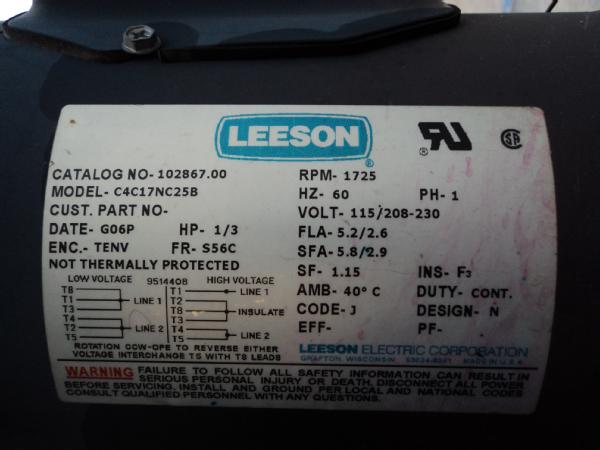 LEESON
CATALOG NO- 102867.00
MODEL- C4C17NC25B
CUST. PART NO-
DATE- G06P HP- 1/3
ENC.- TENV FR- S56C
NOT THERMALLY PROTECTED
RPM- 1725
HZ- 60 PH- 1
VOLT- 115/208-230
FLA- 5.2/2.6
SFA- 5.8/2.9
SF- 1.15 INS- F3
AMB- 40° C DUTY- CONT.
CODE- J DESIGN- N
EFF- PF-
LOW VOLTAGE 9514408 HIGH VOLTAGE
T8
T1
T3
T4
T2
T5
LINE 1
LINE 2
T1
T2
T8
T3
T4
T5
LINE 1
INSULATE
LINE 2
ROTATION CCW-OPE TO REVERSE EITHER
VOLTAGE INTERCHANGE T5 WITH T8 LEADS
LEESON ELECTRIC CORPORATION
GRAFTON, WISCONSIN MADE IN U.S.A.
WARNING FAILURE TO FOLLOW ALL SAFETY INFORMATION CAN RESULT IN
SERIOUS PERSONAL INJURY OR DEATH. DISCONNECT ALL POWER
BEFORE SERVICING. INSTALL AND GROUND PER LOCAL AND NATIONAL CODES
CONSULT QUALIFIED PERSONNEL WITH ANY QUESTIONS.